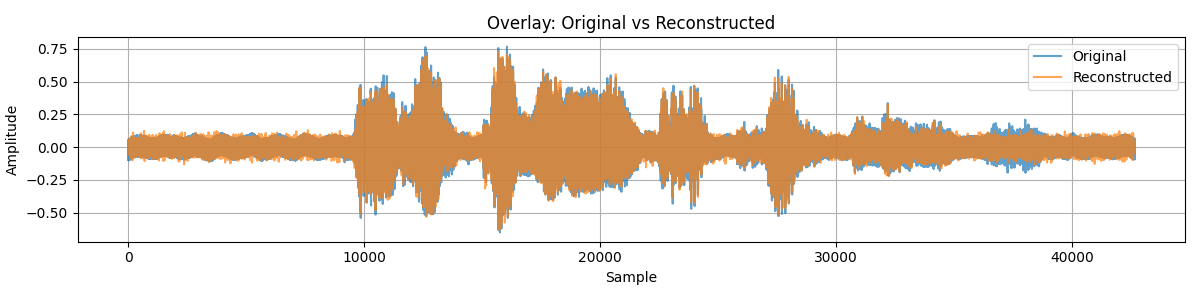 Overlay: Original vs Reconstructed
Original
Reconstructed
Amplitude
0.75
0.50
0.25
0.00
−0.25
−0.50
0 10000 20000 30000 40000
Sample